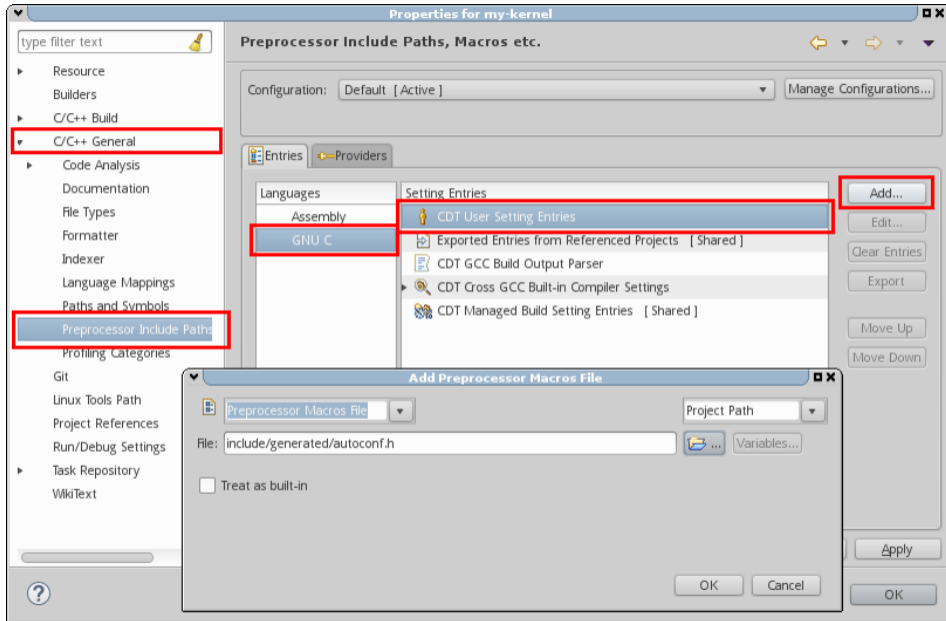 Properties for my-kernel
type filter text
Preprocessor Include Paths, Macros etc.
Resource
Builders
C/C++ Build
C/C++ General
Code Analysis
Documentation
File Types
Formatter
Indexer
Language Mappings
Paths and Symbols
Preprocessor Include Paths
Profiling Categories
Git
Linux Tools Path
Project References
Run/Debug Settings
Task Repository
WikiText
Configuration: Default [ Active ] Manage Configurations...
Entries Providers
Languages Setting Entries
Assembly
GNU C
CDT User Setting Entries
Exported Entries from Referenced Projects [ Shared ]
CDT GCC Build Output Parser
CDT Cross GCC Built-in Compiler Settings
CDT Managed Build Setting Entries [ Shared ]
Add...
Edit...
Clear Entries
Export
Move Up
Move Down
Add Preprocessor Macros File
Preprocessor Macros File Project Path
File: include/generated/autoconf.h ... Variables...
Treat as built-in
OK Cancel
Apply
OK